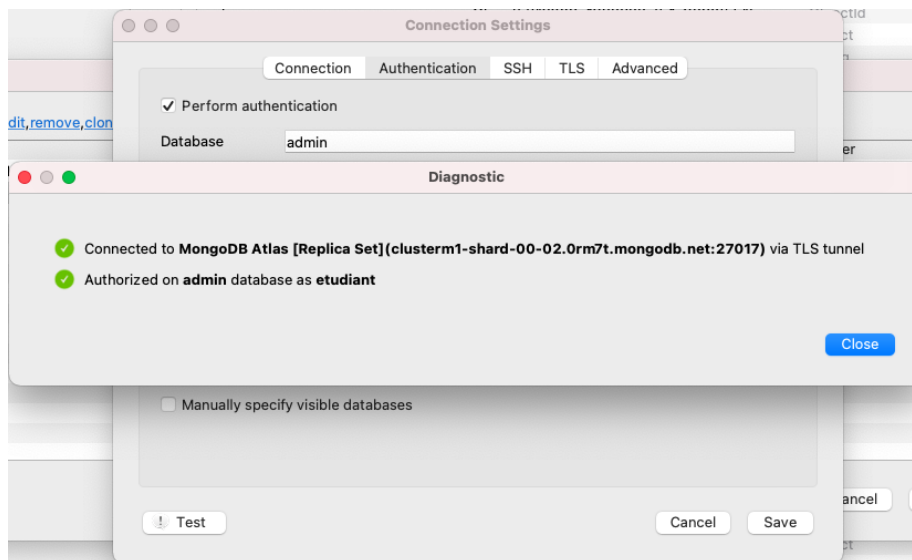 Connection Settings
Connection Authentication SSH TLS Advanced
Perform authentication
dit,remove,clon
Database admin
Diagnostic
Connected to MongoDB Atlas [Replica Set](clusterm1-shard-00-02.0rm7t.mongodb.net:27017) via TLS tunnel
Authorized on admin database as etudiant
Close
Manually specify visible databases
ancel
! Test Cancel Save